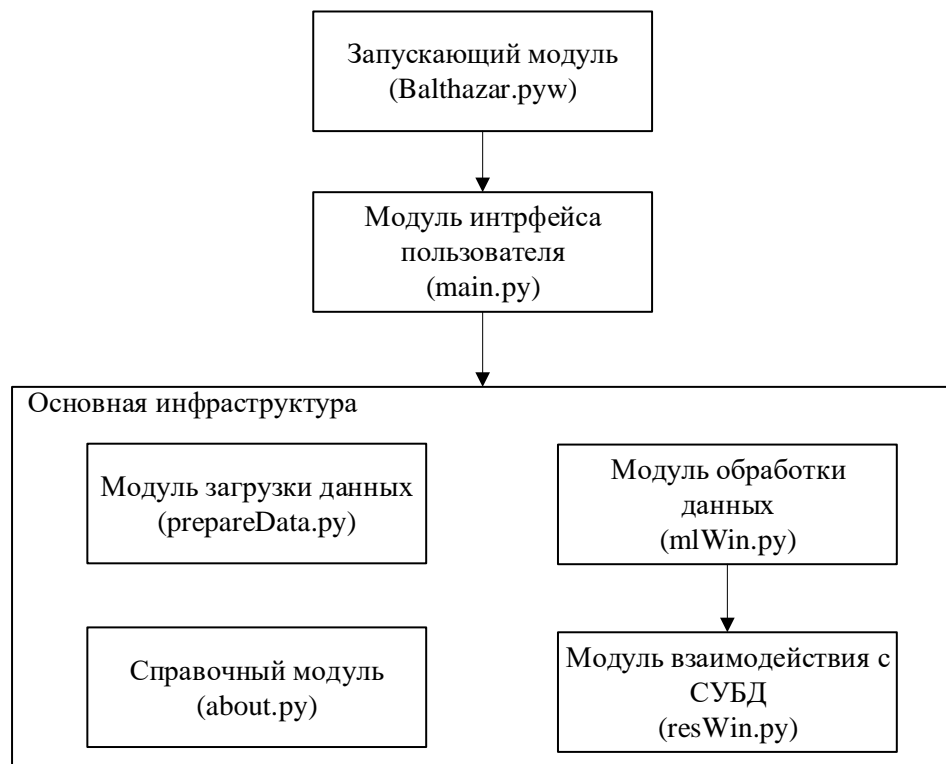 Запускающий модуль
(Balthazar.pyw)
Модуль интрфейса
пользователя
(main.py)
Основная инфраструктура
Модуль загрузки данных
(prepareData.py)
Модуль обработки
данных
(mlWin.py)
Справочный модуль
(about.py)
Модуль взаимодействия с
СУБД
(resWin.py)